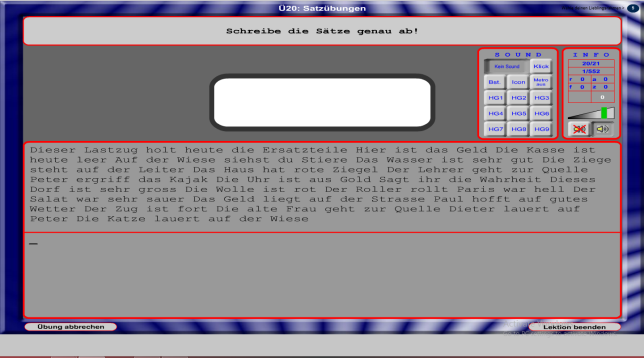 Ü20: Satzübungen
Schreibe die Sätze genau ab!
SOUND
Kein Sound Klick
Bst. Icon Metronom
HG1 HG2 HG3
HG4 HG5 HG6
HG7 HG8 HG9
INFO
20/21
1/552
r 0 a 0
f 0 z 0
0
Dieser Lastzug holt heute die Ersatzteile Hier ist das Geld Die Kasse ist
heute leer Auf der Wiese siehst du Stiere Das Wasser ist sehr gut Die Ziege
steht auf der Leiter Das Haus hat rote Ziegel Der Lehrer geht zur Quelle
Peter ergriff das Kajak Die Uhr ist aus Gold Sagt ihr die Wahrheit Dieses
Dorf ist sehr gross Die Wolle ist rot Der Roller rollt Paris war hell Der
Salat war sehr sauer Das Geld liegt auf der Strasse Paul hofft auf gutes
Wetter Der Zug ist fort Die alte Frau geht zur Quelle Dieter lauert auf
Peter Die Katze lauert auf der Wiese
Übung abbrechen
Lektion beenden